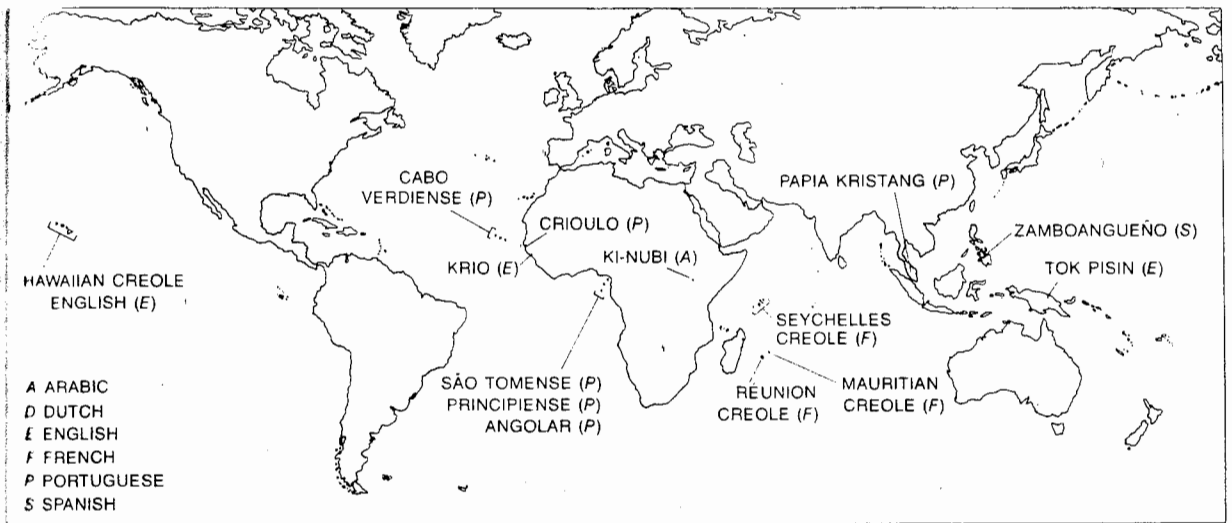 CABO
VERDIENSE (P)
CRIOULO (P)
KRIO (E)
KI-NUBI (A)
PAPIA KRISTANG (P)
ZAMBOANGUEÑO (S)
TOK PISIN (E)
HAWAIIAN CREOLE
ENGLISH (E)
SEYCHELLES
CREOLE (F)
SÃO TOMENSE (P)
PRINCIPIENSE (P)
ANGOLAR (P)
RÉUNION
CREOLE (F)
MAURITIAN
CREOLE (F)
A ARABIC
D DUTCH
E ENGLISH
F FRENCH
P PORTUGUESE
S SPANISH